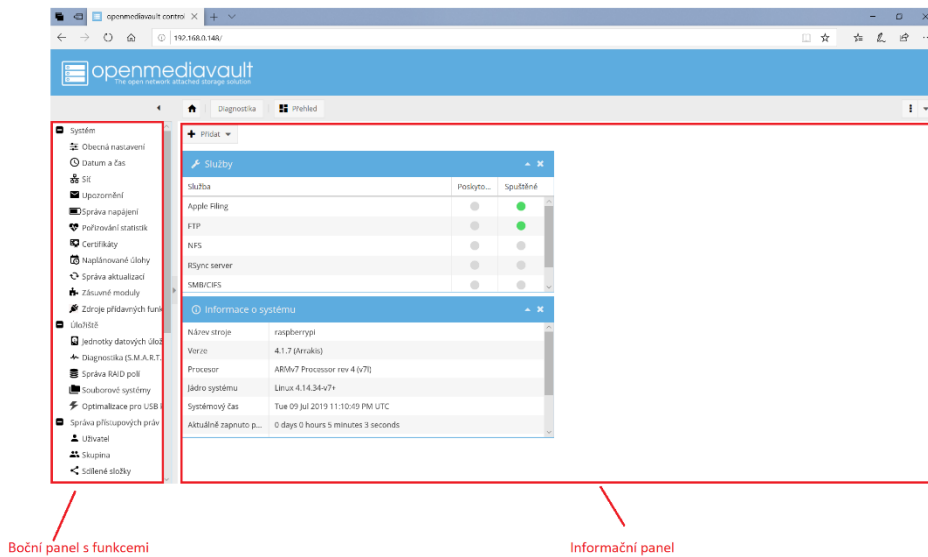 openmediavault control
192.168.0.148/
openmediavault
The open network attached storage solution
Diagnostika
Přehled
Systém
Obecná nastavení
Datum a čas
Síť
Upozornění
Správa napájení
Pořizování statistik
Certifikáty
Naplánované úlohy
Správa aktualizací
Zásuvné moduly
Zdroje přídavných funk
Úložiště
Jednotky datových úlož
Diagnostika (S.M.A.R.T.
Správa RAID polí
Souborové systémy
Optimalizace pro USB
Správa přístupových práv
Uživatel
Skupina
Sdílené složky
Přidat
Služby
Služba Poskyto... Spuštěné
Apple Filing
FTP
NFS
RSync server
SMB/CIFS
Informace o systému
Název stroje raspberrypi
Verze 4.1.7 (Arrakis)
Procesor ARMv7 Processor rev 4 (v7l)
Jádro systému Linux 4.14.34-v7+
Systémový čas Tue 09 Jul 2019 11:10:49 PM UTC
Aktuálně zapnuto p... 0 days 0 hours 5 minutes 3 seconds
Boční panel s funkcemi
Informační panel